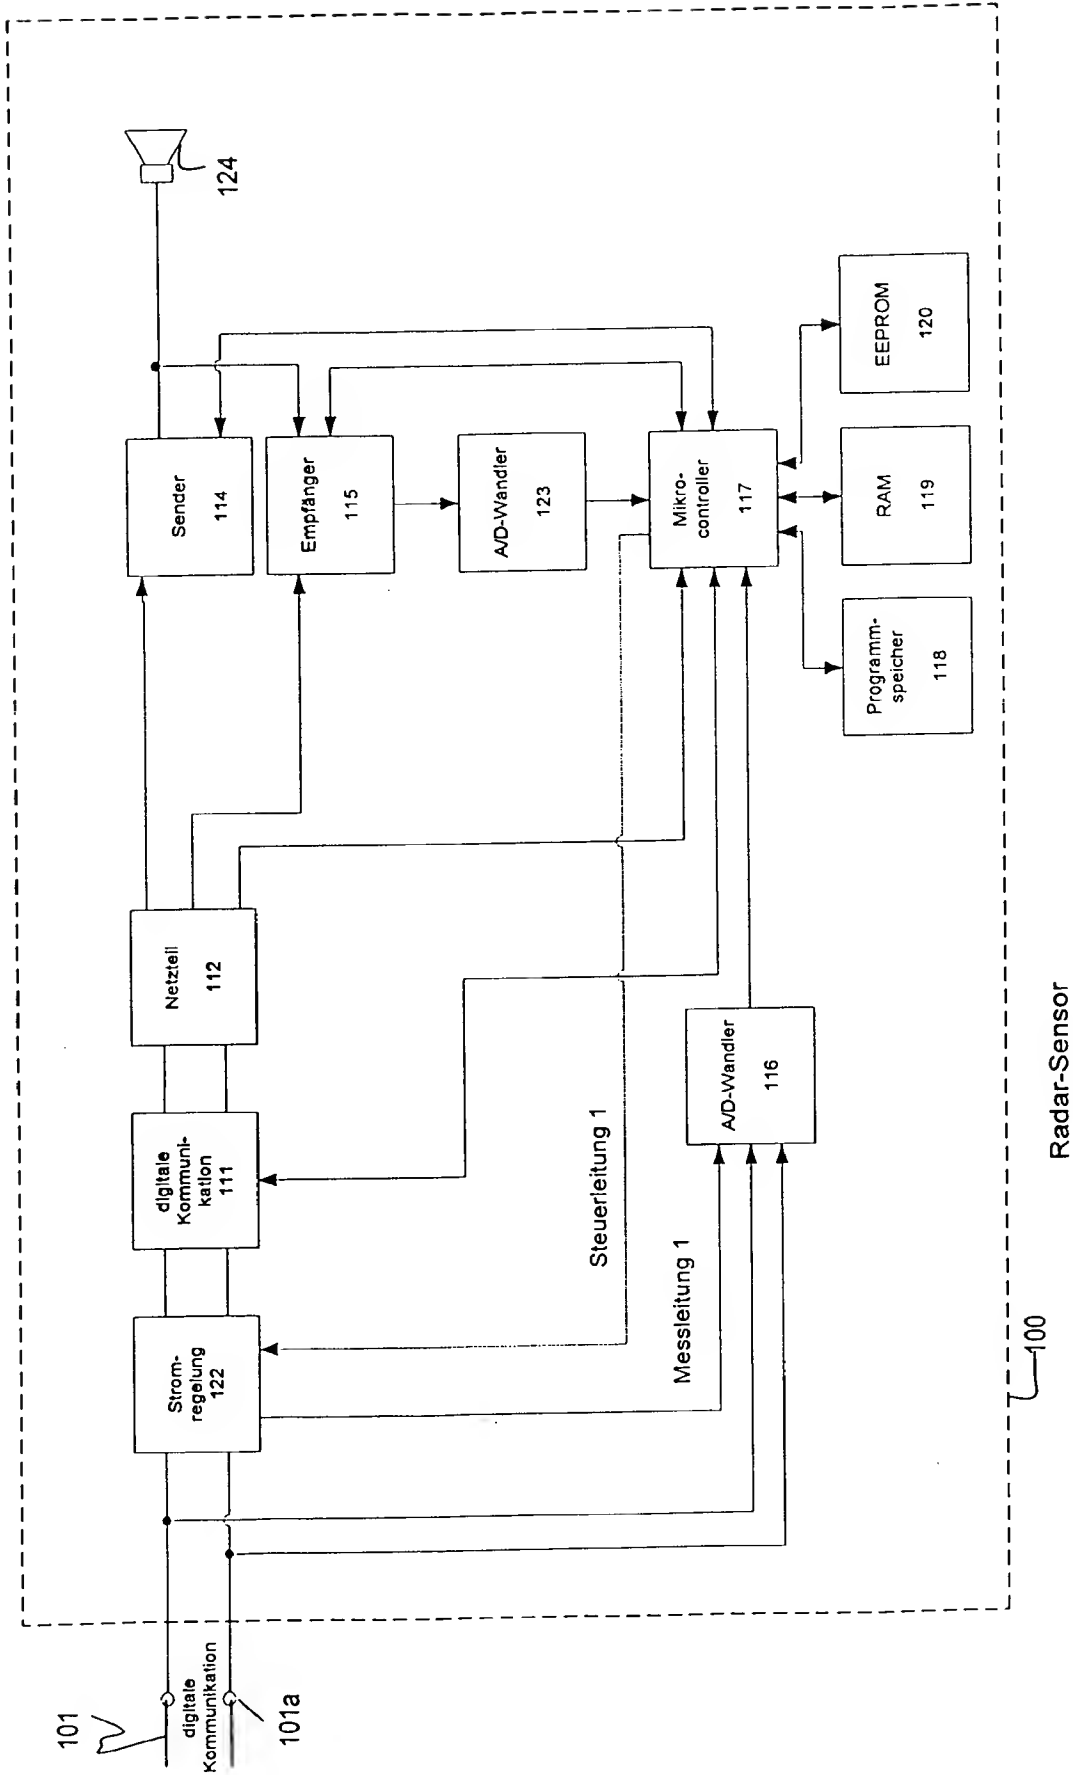 101
digitale
Kommunikation
101a
Strom-
regelung
122
digitale
Kommuni-
kation
111
Netzteil
112
Sender
114
124
Empfänger
115
A/D-Wandler
123
Mikro-
controller
117
Steuerleitung 1
Messleitung 1
A/D-Wandler
116
Programm-
speicher
118
RAM
119
EEPROM
120
100
Radar-Sensor